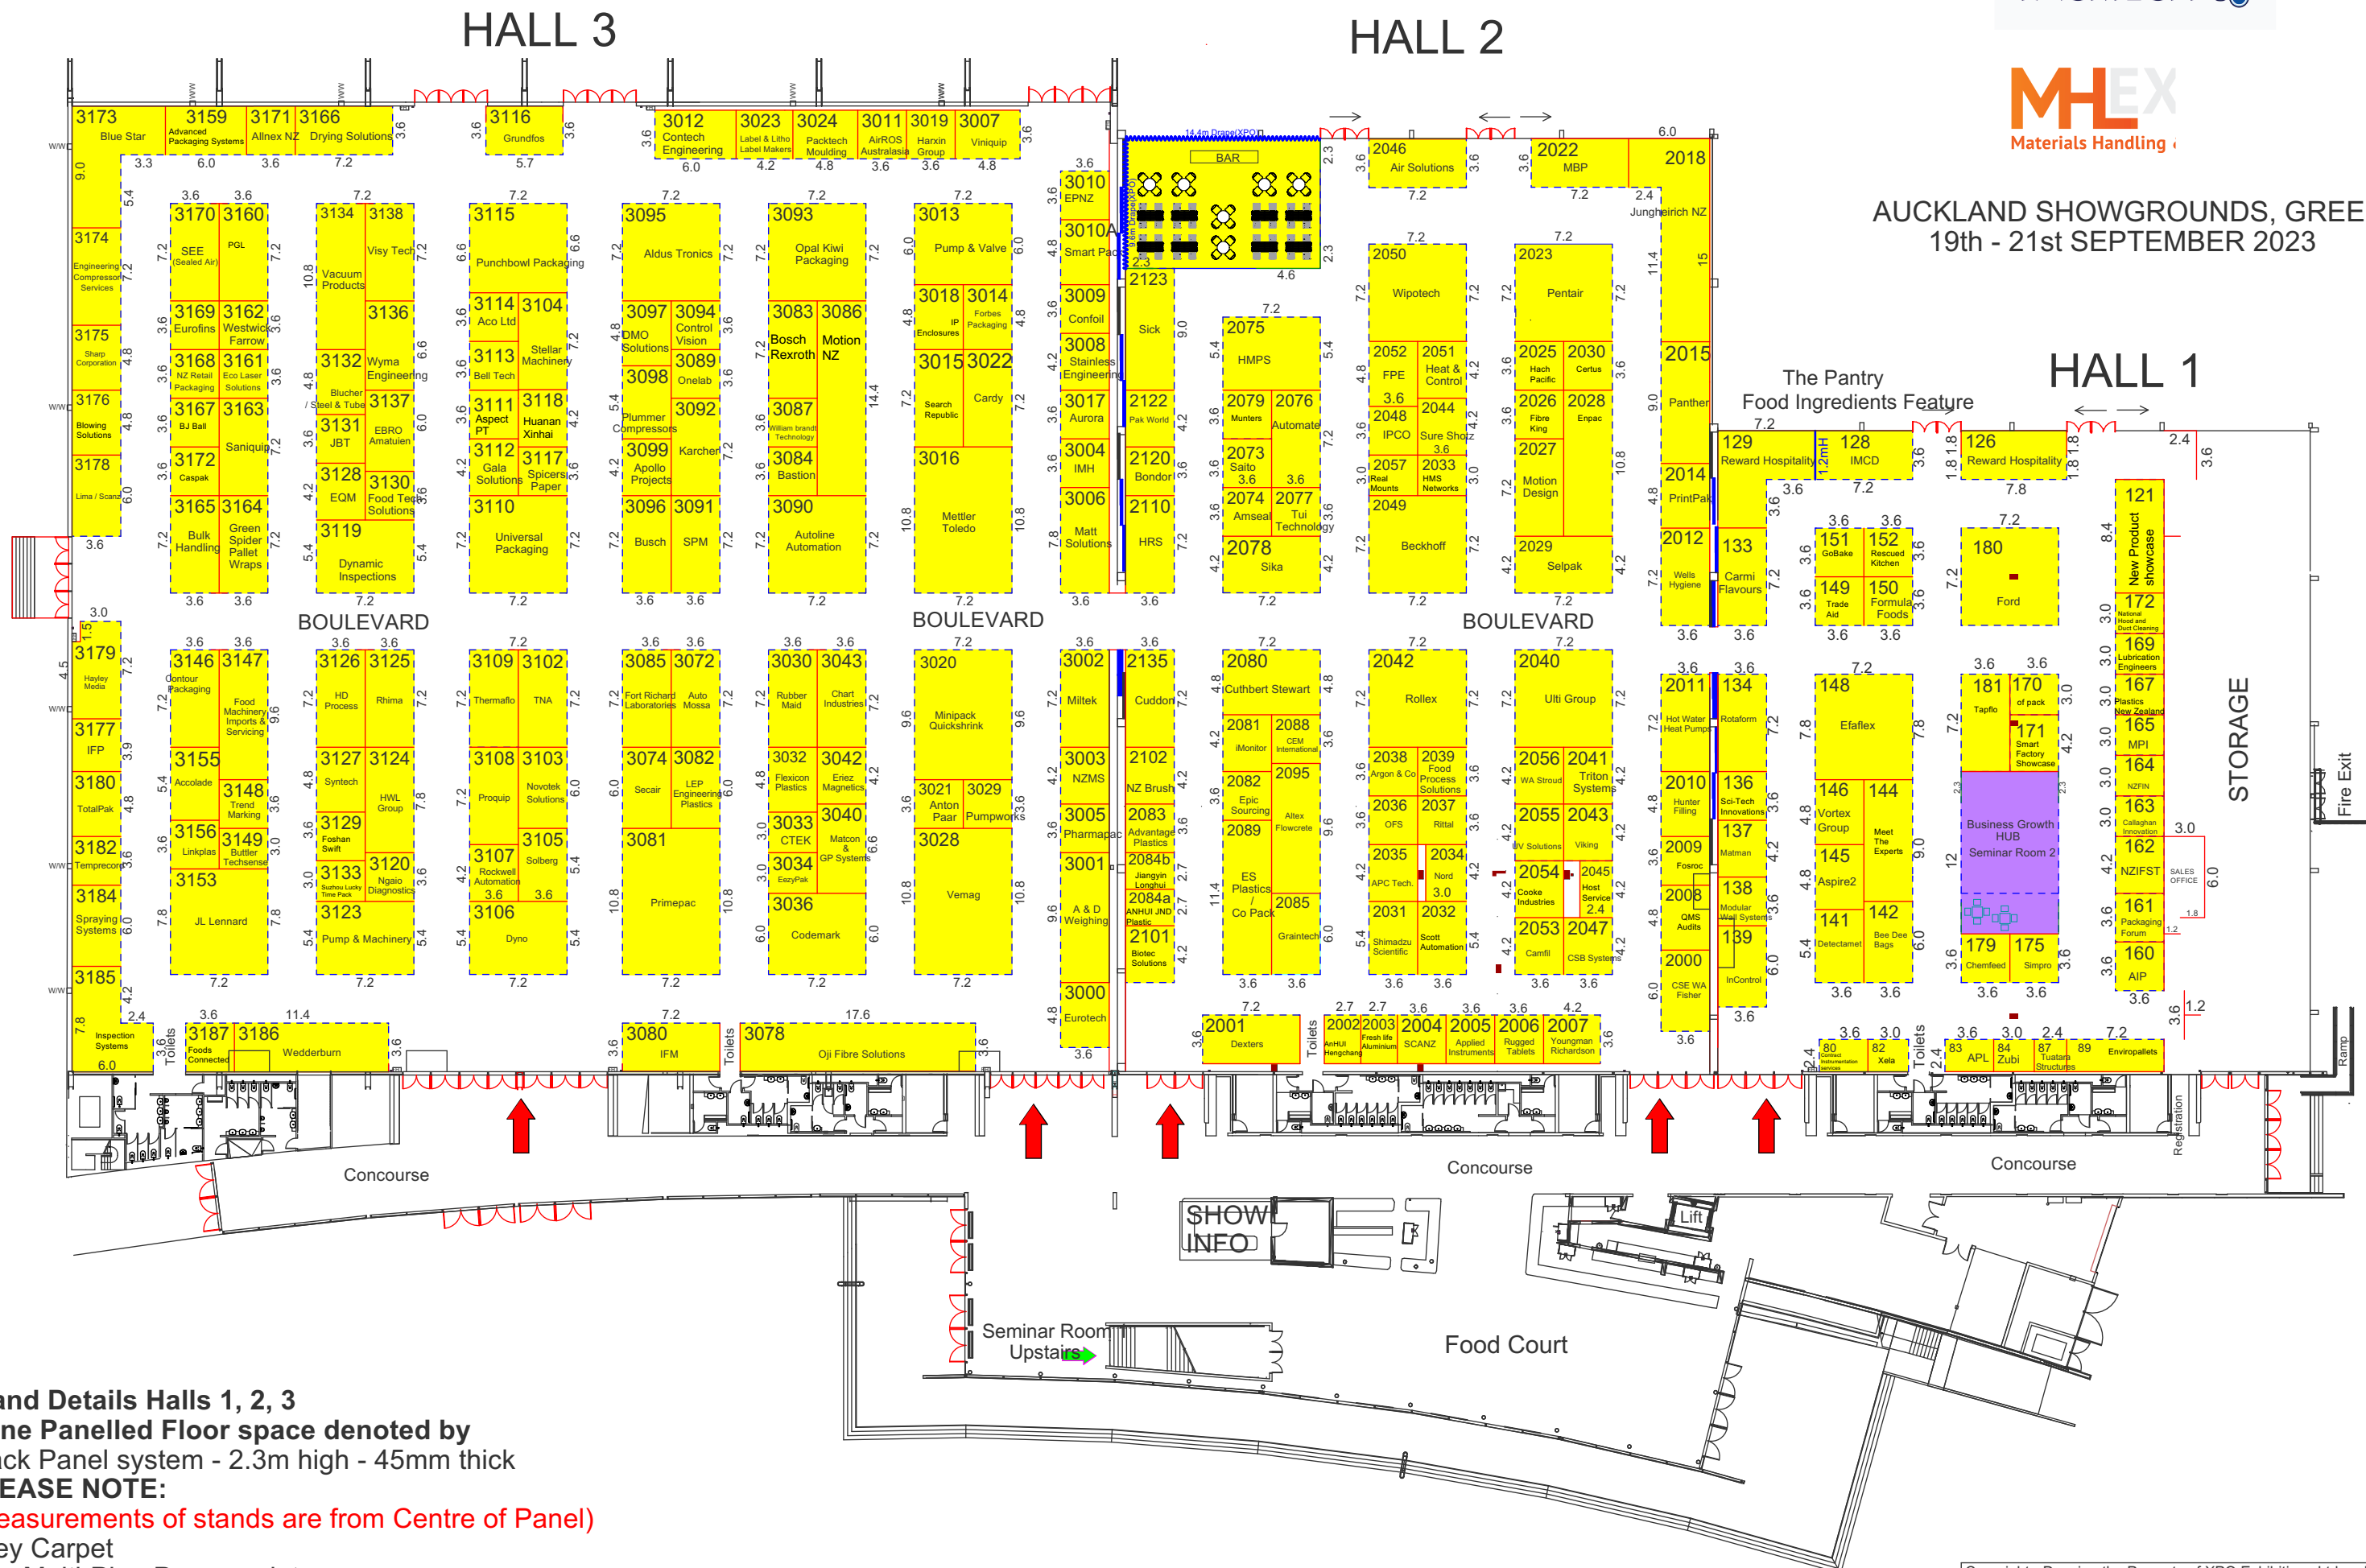 HALL 3
HALL 2
MHLEX
Materials Handling &
AUCKLAND SHOWGROUNDS, GREE
19th - 21st SEPTEMBER 2023
HALL 1
The Pantry
Food Ingredients Feature
3173 Blue Star
3159 Advanced Packaging Systems
3171 Allnex NZ
3166 Drying Solutions
3116 Grundfos
3012 Contech Engineering
3023 Label & Litho Label Makers
3024 Packtech Moulding
3011 AirROS Australasia
3019 Harxin Group
3007 Viniquip
14.4m Drape(XPO)
BAR
9.6m Drape(XPO)
2046 Air Solutions
2022 MBP
2018 Jungheinrich NZ
3174 Engineering Compressor Services
3175 Sharp Corporation
3176 Blowing Solutions
3178 Lima / Scanz
3170 SEE (Sealed Air)
3160 PGL
3169 Eurofins
3162 Westwick Farrow
3168 NZ Retail Packaging
3161 Eco Laser Solutions
3167 BJ Ball
3163 Saniquip
3172 Caspak
3165 Bulk Handling
3164 Green Spider Pallet Wraps
3134 Vacuum Products
3138 Visy Tech
3136 Wyma Engineering
3132 Blucher / Steel & Tube
3137 EBRO Amatuien
3131 JBT
3128 EQM
3130 Food Tech Solutions
3119 Dynamic Inspections
3115 Punchbowl Packaging
3114 Aco Ltd
3104 Stellar Machinery
3113 Bell Tech
3111 Aspect PT
3118 Huanan Xinhai
3112 Gala Solutions
3117 Spicers Paper
3110 Universal Packaging
3095 Aldus Tronics
3097 DMO Solutions
3094 Control Vision
3089 Onelab
3098 Plummer Compressors
3092 Karcher
3099 Apollo Projects
3096 Busch
3091 SPM
3093 Opal Kiwi Packaging
3083 Bosch Rexroth
3086 Motion NZ
3087 William brandt Technology
3084 Bastion
3090 Autoline Automation
3013 Pump & Valve
3018 IP Enclosures
3014 Forbes Packaging
3015 Search Republic
3022 Cardy
3016 Mettler Toledo
3010 EPNZ
3010A Smart Pac
3009 Confoil
3008 Stainless Engineering
3017 Aurora
3004 IMH
3006 Matt Solutions
2123 Sick
2122 Pak World
2120 Bondor
2110 HRS
2075 HMPS
2079 Munters
2076 Automate
2073 Saito
2074 Amseal
2077 Tui Technology
2078 Sika
2050 Wipotech
2052 FPE
2051 Heat & Control
2048 IPCO
2044 Sure Shotz
2057 Real Mounts
2033 HMS Networks
2049 Beckhoff
2023 Pentair
2025 Hach Pacific
2030 Certus
2026 Fibre King
2028 Enpac
2027 Motion Design
2029 Selpak
2015 Panther
2014 PrintPak
2012 Wells Hygiene
129 Reward Hospitality
1.2mH
128 IMCD
126 Reward Hospitality
133 Carmi Flavours
151 GoBake
152 Rescued Kitchen
149 Trade Aid
150 Formula Foods
180 Ford
121 New Product showcase
172 National Hood and Duct Cleaning
169 Lubrication Engineers
167 Plastics New Zealand
165 MPI
164 NZFIN
163 Callaghan Innovation
162 NZIFST
161 Packaging Forum
160 AIP
STORAGE
Fire Exit
SALES OFFICE
BOULEVARD
BOULEVARD
BOULEVARD
3179 Hayley Media
3177 IFP
3180 TotalPak
3182 Temprecord
3184 Spraying Systems
3185 Inspection Systems
3146 Contour Packaging
3147 Food Machinery Imports & Servicing
3155 Accolade
3148 Trend Marking
3156 Linkplas
3149 Buttler Techsense
3153 JL Lennard
3126 HD Process
3125 Rhima
3127 Syntech
3124 HWL Group
3129 Foshan Swift
3133 Suzhou Lucky Time Pack
3120 Ngaio Diagnostics
3123 Pump & Machinery
3109 Thermaflo
3102 TNA
3108 Proquip
3103 Novotek Solutions
3105 Solberg
3107 Rockwell Automation
3106 Dyno
3085 Fort Richard Laboratories
3072 Auto Mossa
3074 Secair
3082 LEP Engineering Plastics
3081 Primepac
3030 Rubber Maid
3043 Chart Industries
3032 Flexicon Plastics
3042 Eriez Magnetics
3033 CTEK
3040 Matcon & GP Systems
3034 EazyPak
3036 Codemark
3020 Minipack Quickshrink
3021 Anton Paar
3029 Pumpworks
3028 Vemag
3002 Miltek
3003 NZMS
3005 Pharmapac
3001 A & D Weighing
3000 Eurotech
2135 Cuddon
2102 NZ Brush
2083 Advantage Plastics
2084b Jiangyin Longhui
2084a ANHUI JND Plastic
2101 Biotec Solutions
2080 Cuthbert Stewart
2081 iMonitor
2088 CEM International
2082 Epic Sourcing
2095 Altex Flowcrete
2089 ES Plastics / Co Pack
2085 Graintech
2042 Rollex
2038 Argon & Co
2039 Food Process Solutions
2036 OFS
2037 Rittal
2035 APC Tech.
2034 Nord
2031 Shimadzu Scientific
2032 Scott Automation
2040 Ulti Group
2056 WA Stroud
2041 Triton Systems
2055 UV Solutions
2043 Viking
2054 Cooke Industries
2045 Host Service
2053 Camfil
2047 CSB Systems
2011 Hot Water Heat Pumps
2010 Hunter Filling
2009 Fosroc
2008 QMS Audits
2000 CSE WA Fisher
134 Rotaform
136 Sci-Tech Innovations
137 Matman
138 Modular Wall Systems
139 InControl
148 Efaflex
146 Vortex Group
144 Meet The Experts
145 Aspire2
141 Detectamet
142 Bee Dee Bags
181 Tapflo
170 of pack
171 Smart Factory Showcase
Business Growth HUB
Seminar Room 2
179 Chemfeed
175 Simpro
3187 Foods Connected
3186 Wedderburn
3080 IFM
3078 Oji Fibre Solutions
2001 Dexters
2002 AnHUI Hengchang
2003 Fresh life Aluminium
2004 SCANZ
2005 Applied Instruments
2006 Rugged Tablets
2007 Youngman Richardson
80 Contract Instrumentation services
82 Xela
83 APL
84 Zubi
87 Tuatara Structures
89 Enviropallets
Toilets
Toilets
Toilets
Toilets
Ramp
Registration
Concourse
Concourse
Concourse
SHOW
INFO
Lift
Seminar Room 1
Upstairs
Food Court
and Details Halls 1, 2, 3
ne Panelled Floor space denoted by
ack Panel system - 2.3m high - 45mm thick
EASE NOTE:
easurements of stands are from Centre of Panel)
ey Carpet